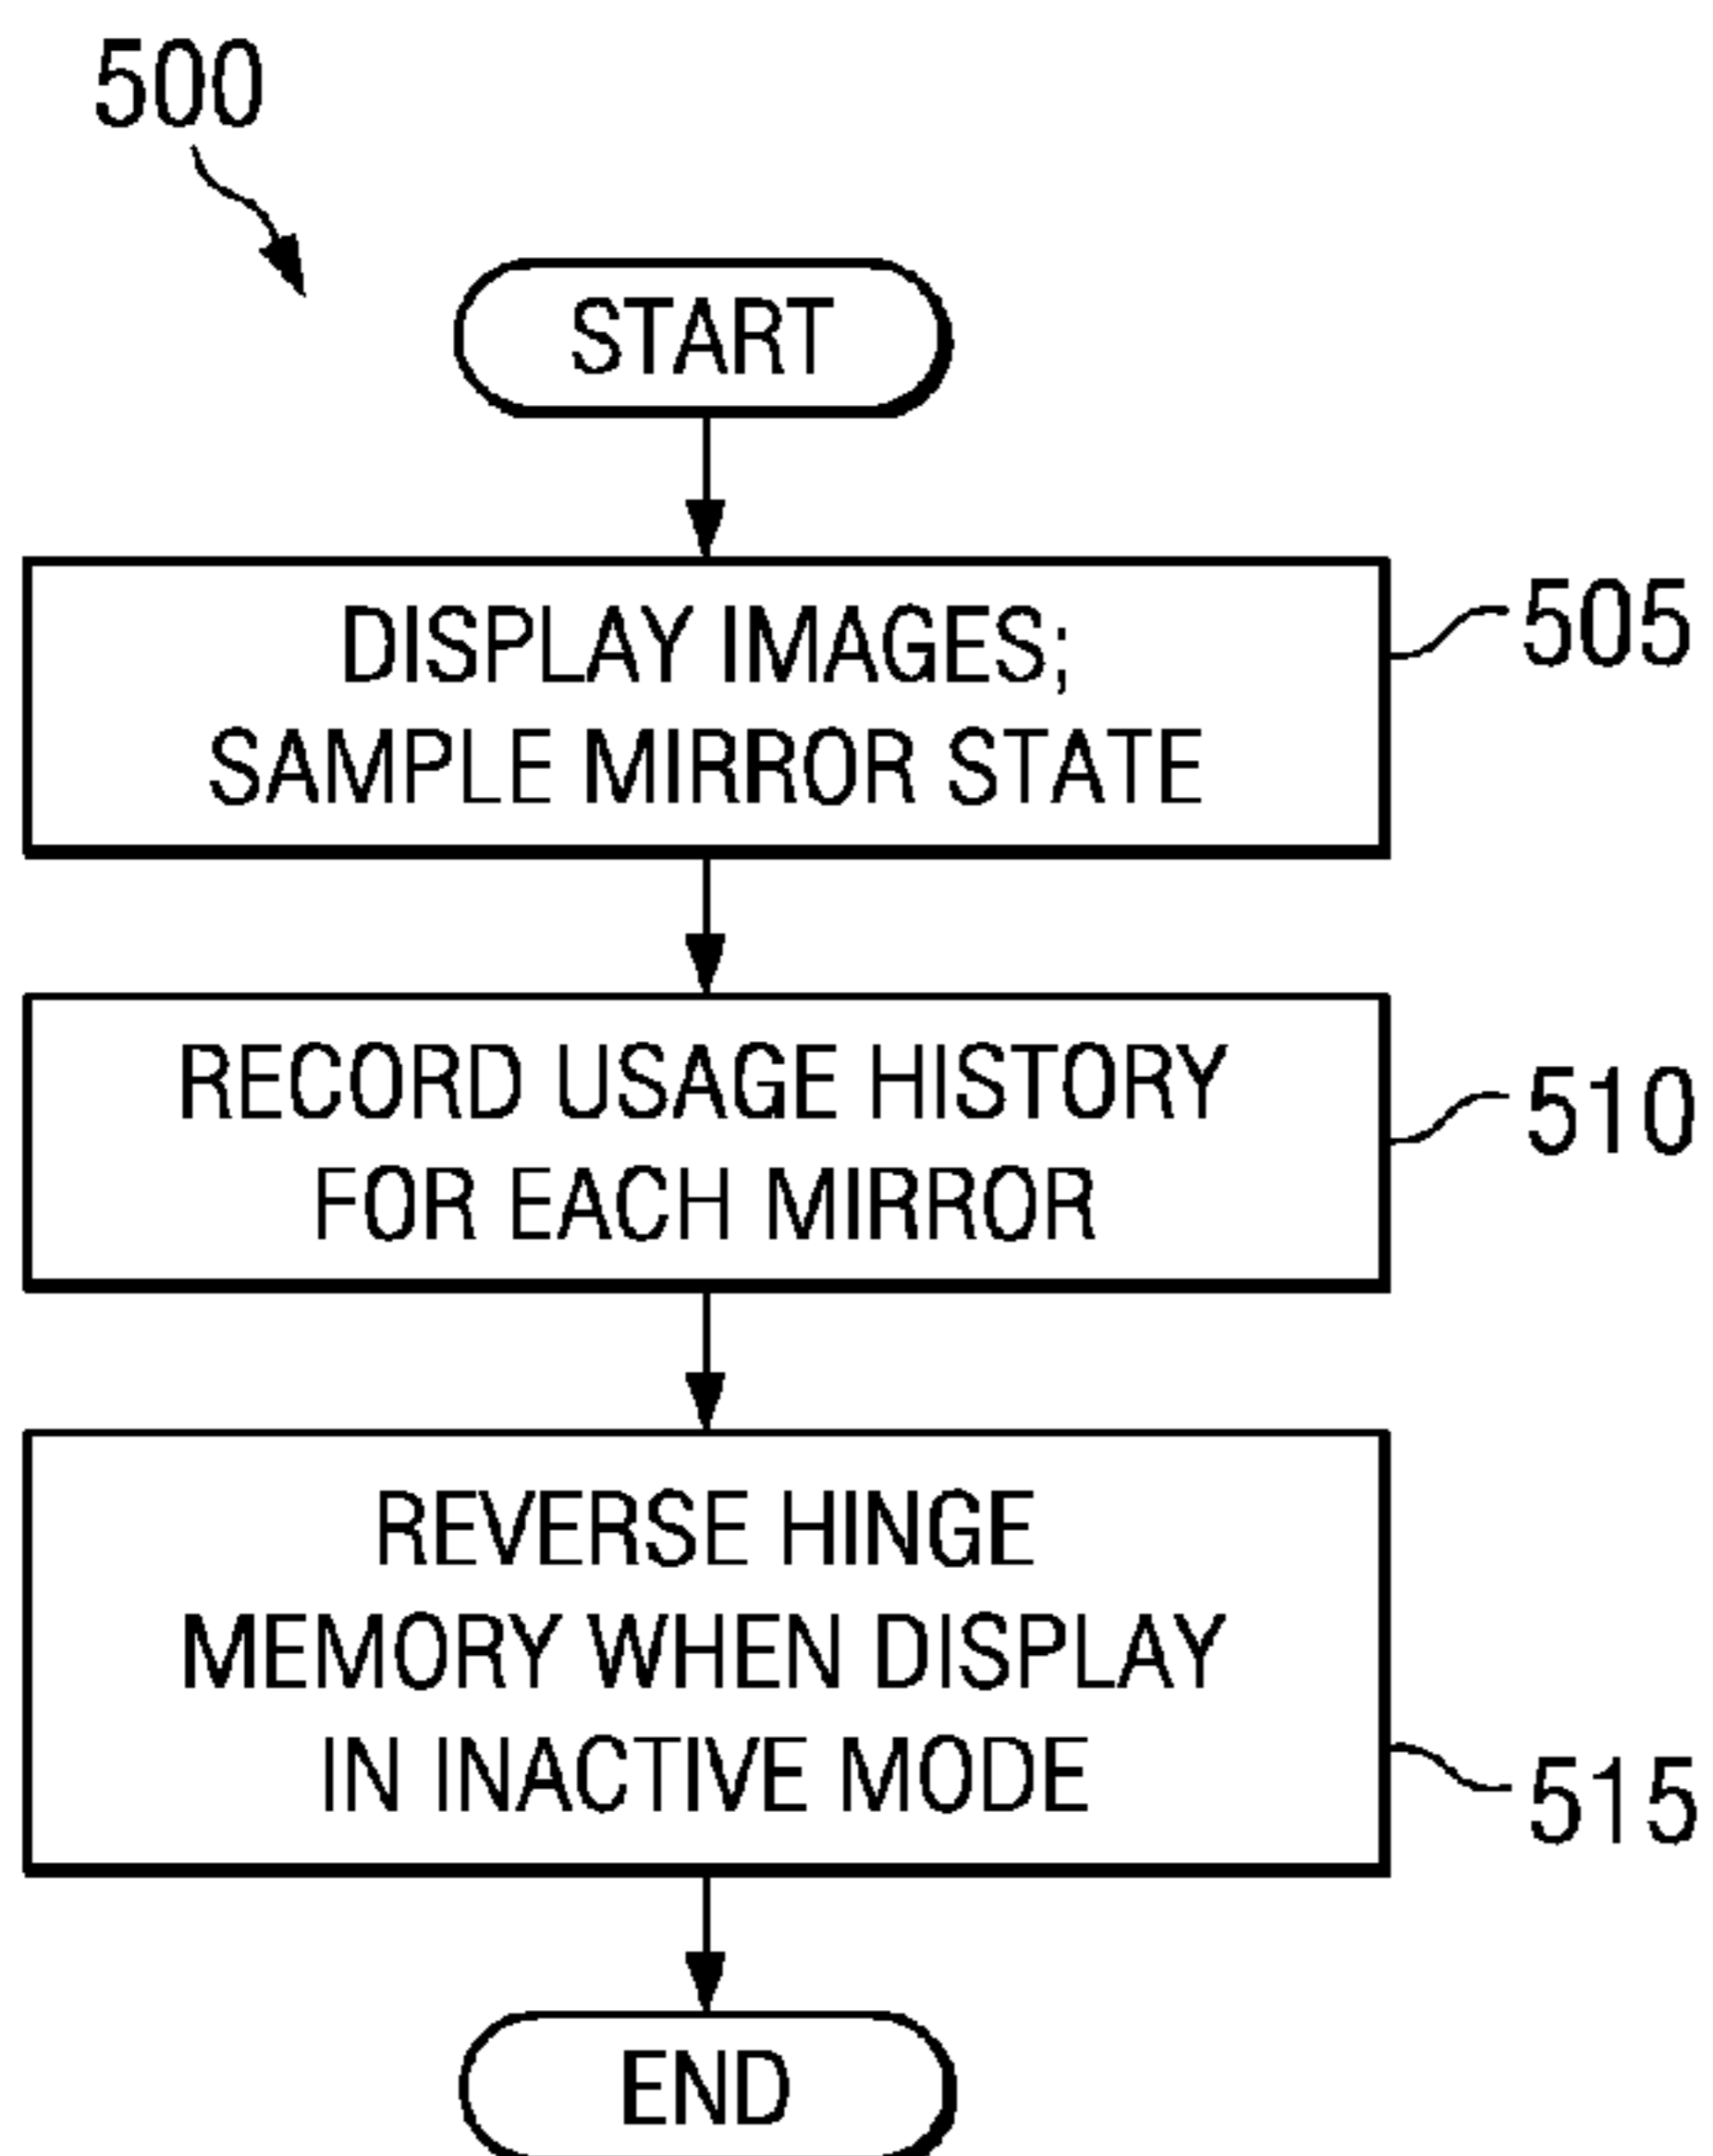 500
START
DISPLAY IMAGES;
SAMPLE MIRROR STATE
505
RECORD USAGE HISTORY
FOR EACH MIRROR
510
REVERSE HINGE
MEMORY WHEN DISPLAY
IN INACTIVE MODE
515
END